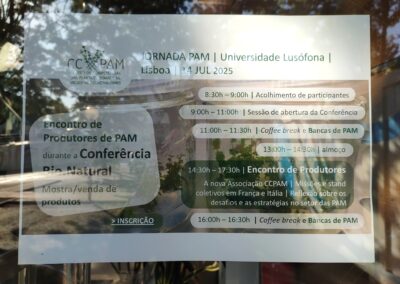 CC PAM
JORNADA PAM | Universidade Lusófona |
Lisboa | 14 JUL 2025
8:30h – 9:00h | Acolhimento de participantes
9:00h – 11:00h | Sessão de abertura da Conferência
11:00h – 11:30h | Coffee break e Bancas de PAM
13:00h – 14:30h | almoço
14:30h - 17:30h | Encontro de Produtores
A nova Associação CCPAM | Missões e stand
coletivos em França e Itália | Reflexão sobre os
desafios e as estratégias no setor das PAM
16:00h – 16:30h | Coffee break e Bancas de PAM
Encontro de
Produtores de PAM
durante a Conferência
Bio.Natural
Mostra/venda de
produtos
> INSCRIÇÃO